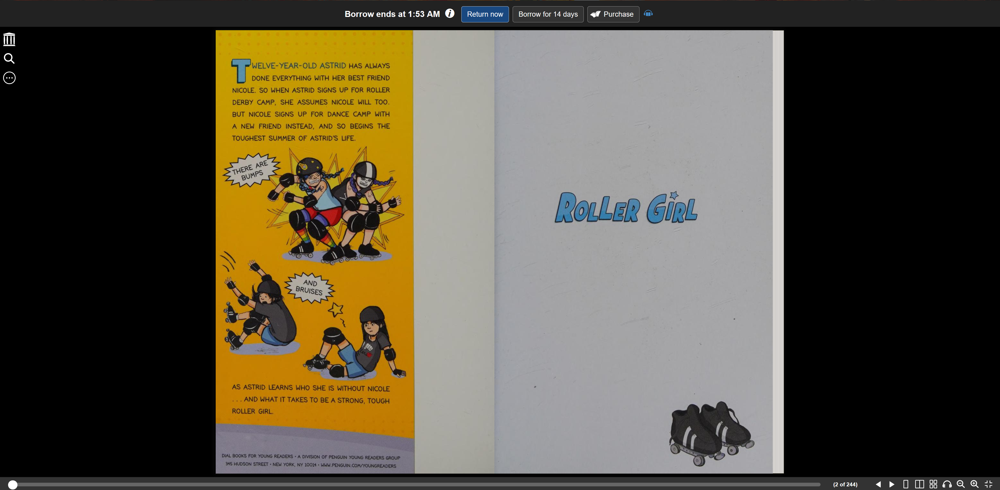 Borrow ends at 1:53 AM
Return now
Borrow for 14 days
Purchase
TWELVE-YEAR-OLD ASTRID HAS ALWAYS
DONE EVERYTHING WITH HER BEST FRIEND
NICOLE. SO WHEN ASTRID SIGNS UP FOR ROLLER
DERBY CAMP, SHE ASSUMES NICOLE WILL TOO.
BUT NICOLE SIGNS UP FOR DANCE CAMP WITH
A NEW FRIEND INSTEAD, AND SO BEGINS THE
TOUGHEST SUMMER OF ASTRID'S LIFE.
THERE ARE
BUMPS
AND
BRUISES
AS ASTRID LEARNS WHO SHE IS WITHOUT NICOLE
. . . AND WHAT IT TAKES TO BE A STRONG, TOUGH
ROLLER GIRL.
DIAL BOOKS FOR YOUNG READERS • A DIVISION OF PENGUIN YOUNG READERS GROUP
345 HUDSON STREET • NEW YORK, NY 10014 • WWW.PENGUIN.COM/YOUNGREADERS
ROLLER GIRL
(2 of 244)